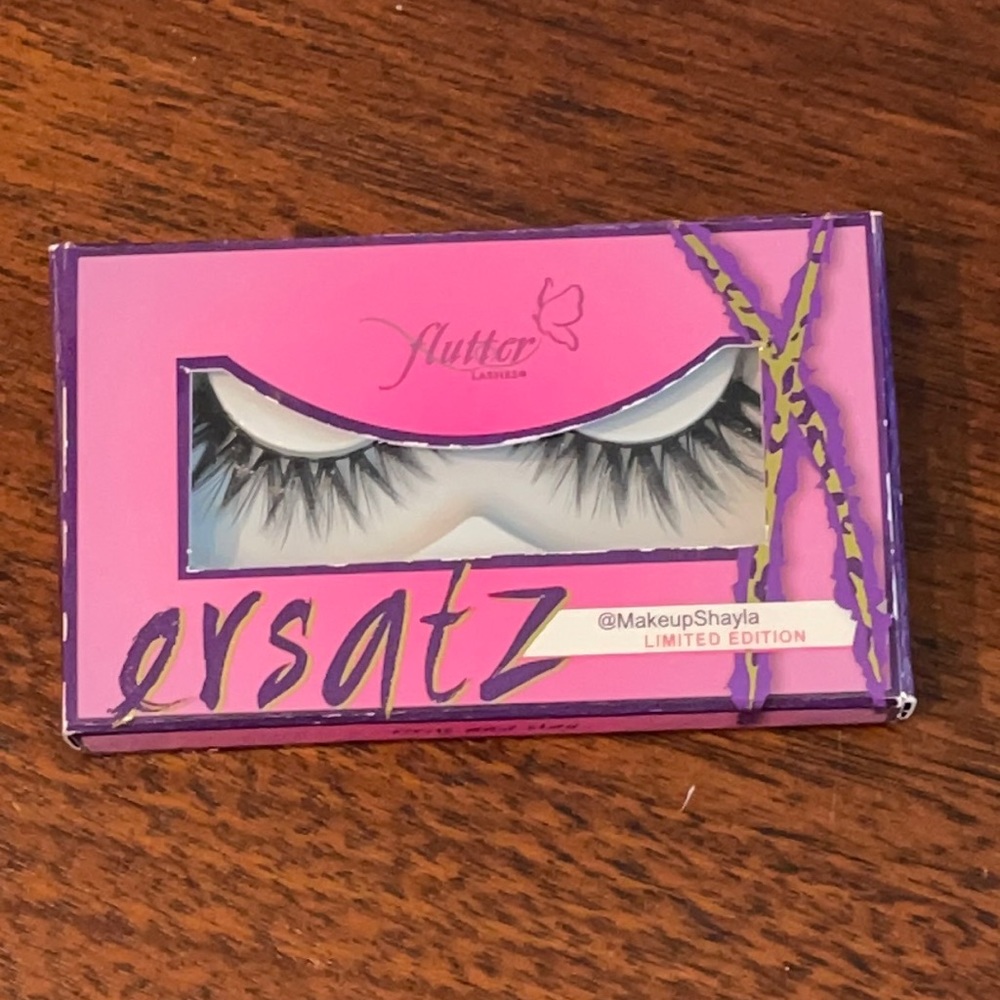 flutter
LASHES®
ersatz
@MakeupShayla
LIMITED EDITION